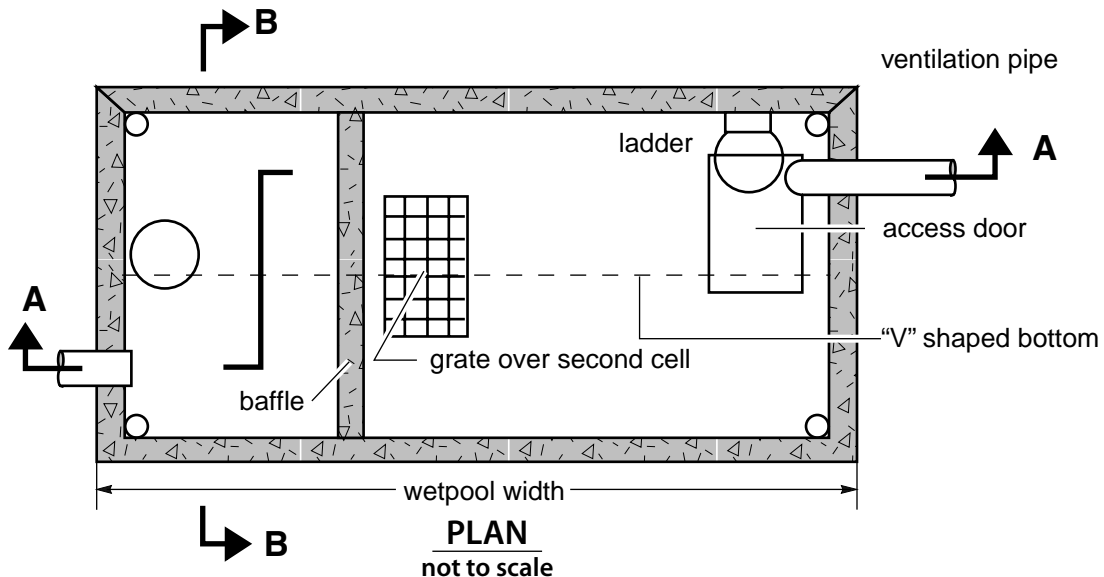 B
ventilation pipe
ladder
A
access door
A
"V" shaped bottom
grate over second cell
baffle
wetpool width
PLAN
B
not to scale